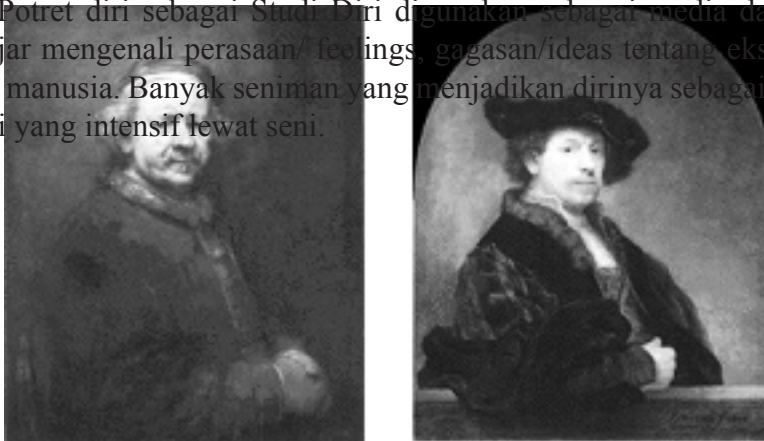 Potret diri sebagai Studi Diri digunakan sebagai media da
jar mengenali perasaan/ feelings, gagasan/ideas tentang eks
manusia. Banyak seniman yang menjadikan dirinya sebagai
i yang intensif lewat seni.